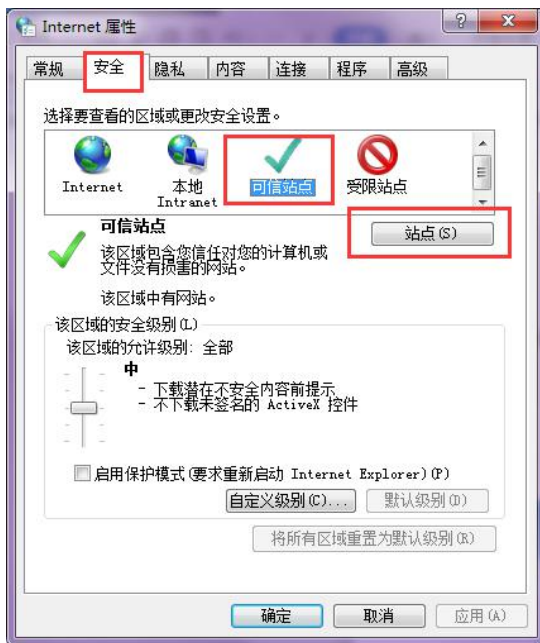 Internet 属性
常规 安全 隐私 内容 连接 程序 高级
选择要查看的区域或更改安全设置。
Internet 本地 Intranet 可信站点 受限站点
可信站点
站点(S)
该区域包含您信任对您的计算机或
文件没有损害的网站。
该区域中有网站。
该区域的安全级别(L)
该区域的允许级别: 全部
中
- 下载潜在不安全内容前提示
- 不下载未签名的 ActiveX 控件
启用保护模式(要求重新启动 Internet Explorer)(P)
自定义级别(C)... 默认级别(D)
将所有区域重置为默认级别(R)
确定 取消 应用(A)